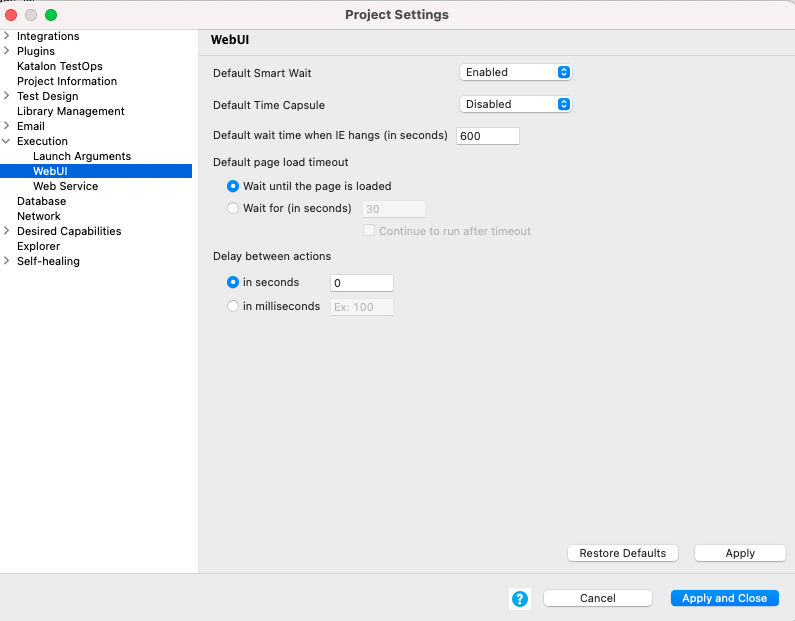 Project Settings
Integrations
Plugins
Katalon TestOps
Project Information
Test Design
Library Management
Email
Execution
Launch Arguments
WebUI
Web Service
Database
Network
Desired Capabilities
Explorer
Self-healing
WebUI
Default Smart Wait Enabled
Default Time Capsule Disabled
Default wait time when IE hangs (in seconds) 600
Default page load timeout
Wait until the page is loaded
Wait for (in seconds) 30
Continue to run after timeout
Delay between actions
in seconds 0
in milliseconds Ex: 100
Restore Defaults Apply
? Cancel Apply and Close